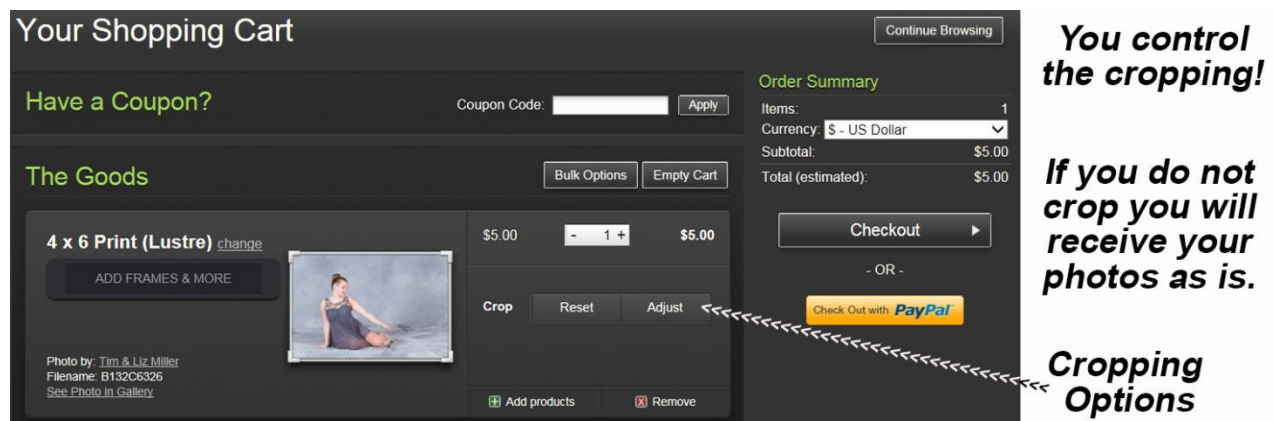 Your Shopping Cart
Continue Browsing
Have a Coupon?
Coupon Code:
Apply
The Goods
Bulk Options
Empty Cart
4 x 6 Print (Lustre) change
ADD FRAMES & MORE
Photo by: Tim & Liz Miller
Filename: B132C6326
See Photo in Gallery
$5.00 - 1 + $5.00
Crop Reset Adjust
Add products
Remove
Order Summary
Items: 1
Currency: $ - US Dollar
Subtotal: $5.00
Total (estimated): $5.00
Checkout
- OR -
Check Out with PayPal
You control
the cropping!
If you do not
crop you will
receive your
photos as is.
Cropping
Options